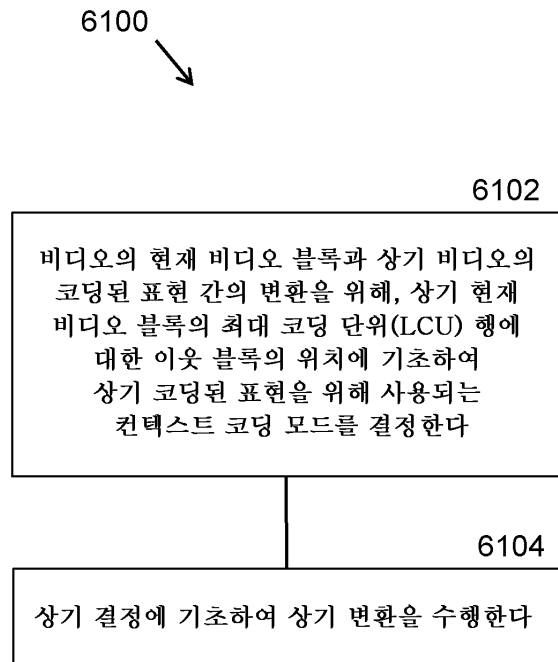 6100
6102
비디오의 현재 비디오 블록과 상기 비디오의
코딩된 표현 간의 변환을 위해, 상기 현재
비디오 블록의 최대 코딩 단위(LCU) 행에
대한 이웃 블록의 위치에 기초하여
상기 코딩된 표현을 위해 사용되는
컨텍스트 코딩 모드를 결정한다
6104
상기 결정에 기초하여 상기 변환을 수행한다